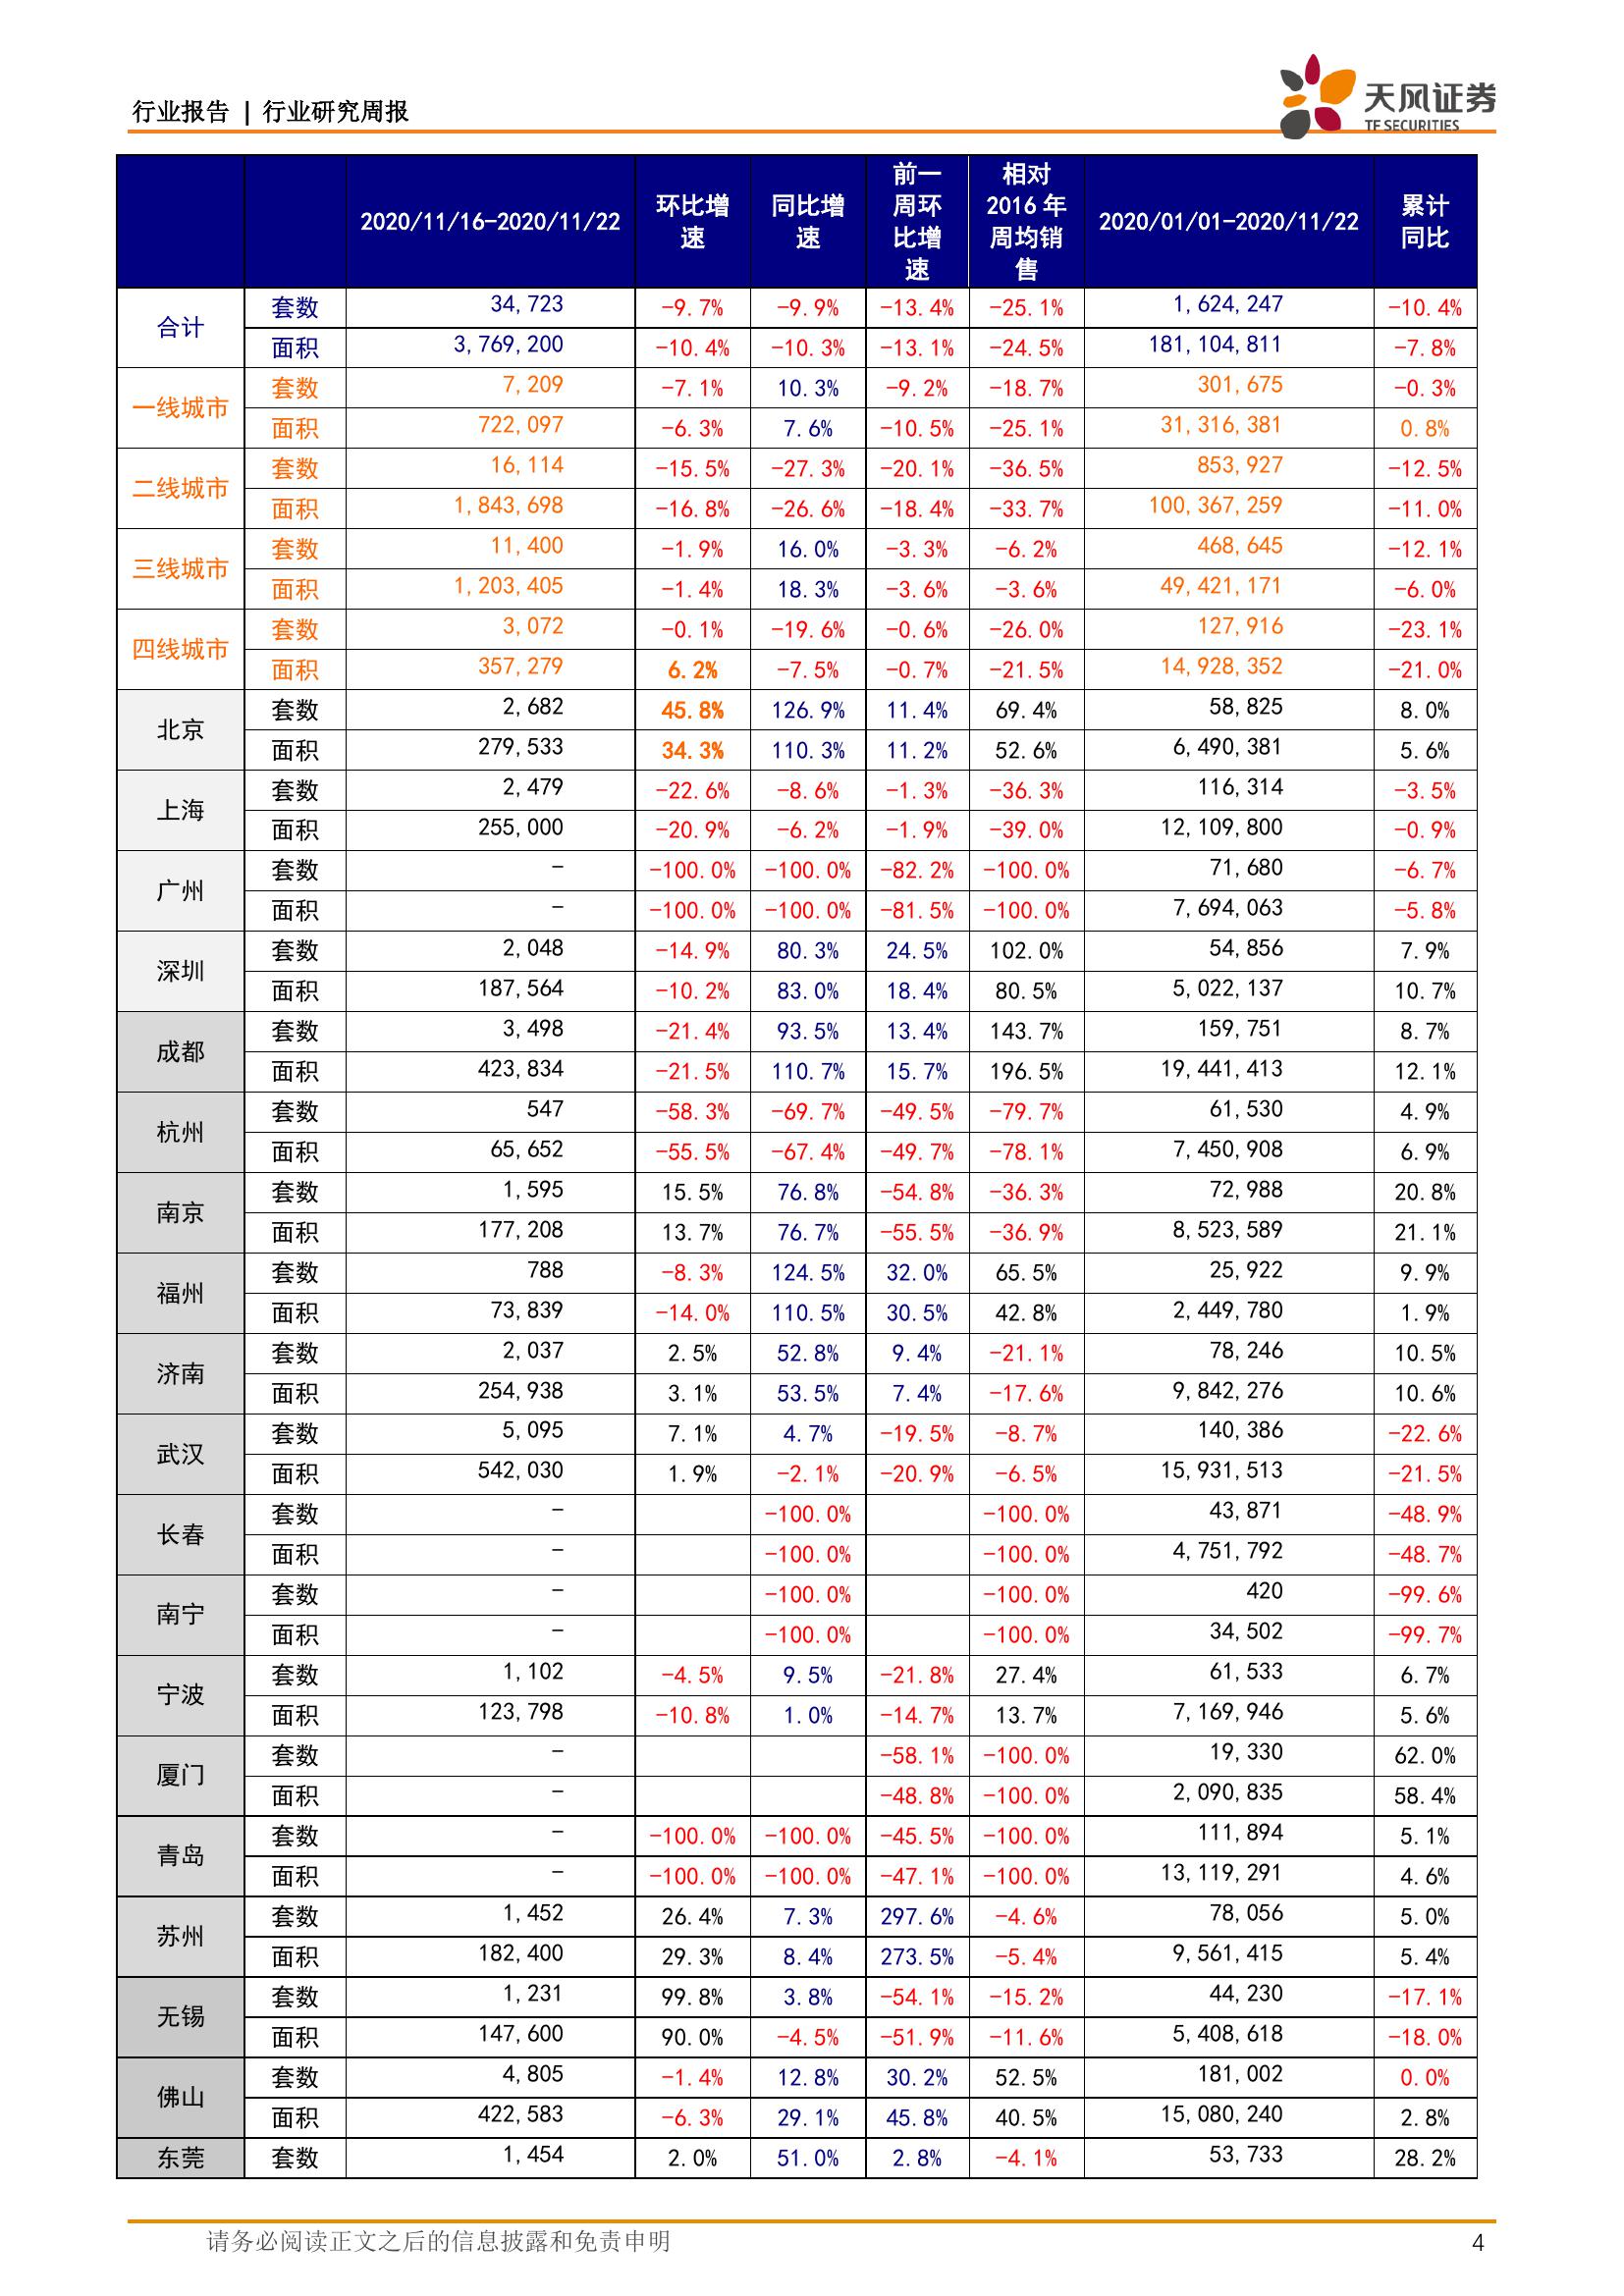 行业报告 | 行业研究周报
天风证券
TF SECURITIES
2020/11/16-2020/11/22 环比增速 同比增速 前一周环比增速 相对2016年周均销售 2020/01/01-2020/11/22 累计同比
合计 套数 34,723 -9.7% -9.9% -13.4% -25.1% 1,624,247 -10.4%
面积 3,769,200 -10.4% -10.3% -13.1% -24.5% 181,104,811 -7.8%
一线城市 套数 7,209 -7.1% 10.3% -9.2% -18.7% 301,675 -0.3%
面积 722,097 -6.3% 7.6% -10.5% -25.1% 31,316,381 0.8%
二线城市 套数 16,114 -15.5% -27.3% -20.1% -36.5% 853,927 -12.5%
面积 1,843,698 -16.8% -26.6% -18.4% -33.7% 100,367,259 -11.0%
三线城市 套数 11,400 -1.9% 16.0% -3.3% -6.2% 468,645 -12.1%
面积 1,203,405 -1.4% 18.3% -3.6% -3.6% 49,421,171 -6.0%
四线城市 套数 3,072 -0.1% -19.6% -0.6% -26.0% 127,916 -23.1%
面积 357,279 6.2% -7.5% -0.7% -21.5% 14,928,352 -21.0%
北京 套数 2,682 45.8% 126.9% 11.4% 69.4% 58,825 8.0%
面积 279,533 34.3% 110.3% 11.2% 52.6% 6,490,381 5.6%
上海 套数 2,479 -22.6% -8.6% -1.3% -36.3% 116,314 -3.5%
面积 255,000 -20.9% -6.2% -1.9% -39.0% 12,109,800 -0.9%
广州 套数 - -100.0% -100.0% -82.2% -100.0% 71,680 -6.7%
面积 - -100.0% -100.0% -81.5% -100.0% 7,694,063 -5.8%
深圳 套数 2,048 -14.9% 80.3% 24.5% 102.0% 54,856 7.9%
面积 187,564 -10.2% 83.0% 18.4% 80.5% 5,022,137 10.7%
成都 套数 3,498 -21.4% 93.5% 13.4% 143.7% 159,751 8.7%
面积 423,834 -21.5% 110.7% 15.7% 196.5% 19,441,413 12.1%
杭州 套数 547 -58.3% -69.7% -49.5% -79.7% 61,530 4.9%
面积 65,652 -55.5% -67.4% -49.7% -78.1% 7,450,908 6.9%
南京 套数 1,595 15.5% 76.8% -54.8% -36.3% 72,988 20.8%
面积 177,208 13.7% 76.7% -55.5% -36.9% 8,523,589 21.1%
福州 套数 788 -8.3% 124.5% 32.0% 65.5% 25,922 9.9%
面积 73,839 -14.0% 110.5% 30.5% 42.8% 2,449,780 1.9%
济南 套数 2,037 2.5% 52.8% 9.4% -21.1% 78,246 10.5%
面积 254,938 3.1% 53.5% 7.4% -17.6% 9,842,276 10.6%
武汉 套数 5,095 7.1% 4.7% -19.5% -8.7% 140,386 -22.6%
面积 542,030 1.9% -2.1% -20.9% -6.5% 15,931,513 -21.5%
长春 套数 - -100.0% -100.0% 43,871 -48.9%
面积 - -100.0% -100.0% 4,751,792 -48.7%
南宁 套数 - -100.0% -100.0% 420 -99.6%
面积 - -100.0% -100.0% 34,502 -99.7%
宁波 套数 1,102 -4.5% 9.5% -21.8% 27.4% 61,533 6.7%
面积 123,798 -10.8% 1.0% -14.7% 13.7% 7,169,946 5.6%
厦门 套数 - -58.1% -100.0% 19,330 62.0%
面积 - -48.8% -100.0% 2,090,835 58.4%
青岛 套数 - -100.0% -100.0% -45.5% -100.0% 111,894 5.1%
面积 - -100.0% -100.0% -47.1% -100.0% 13,119,291 4.6%
苏州 套数 1,452 26.4% 7.3% 297.6% -4.6% 78,056 5.0%
面积 182,400 29.3% 8.4% 273.5% -5.4% 9,561,415 5.4%
无锡 套数 1,231 99.8% 3.8% -54.1% -15.2% 44,230 -17.1%
面积 147,600 90.0% -4.5% -51.9% -11.6% 5,408,618 -18.0%
佛山 套数 4,805 -1.4% 12.8% 30.2% 52.5% 181,002 0.0%
面积 422,583 -6.3% 29.1% 45.8% 40.5% 15,080,240 2.8%
东莞 套数 1,454 2.0% 51.0% 2.8% -4.1% 53,733 28.2%
请务必阅读正文之后的信息披露和免责申明 4